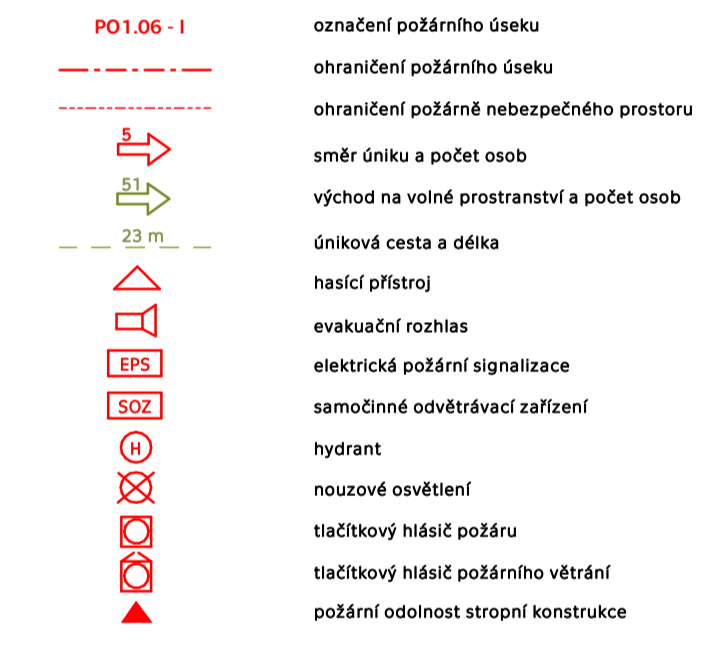 PO1.06 - I označení požárního úseku
ohraničení požárního úseku
ohraničení požárně nebezpečného prostoru
5 směr úniku a počet osob
51 východ na volné prostranství a počet osob
23 m úniková cesta a délka
hasící přístroj
evakuační rozhlas
EPS elektrická požární signalizace
SOZ samočinné odvětrávací zařízení
H hydrant
nouzové osvětlení
tlačítkový hlásič požáru
tlačítkový hlásič požárního větrání
požární odolnost stropní konstrukce